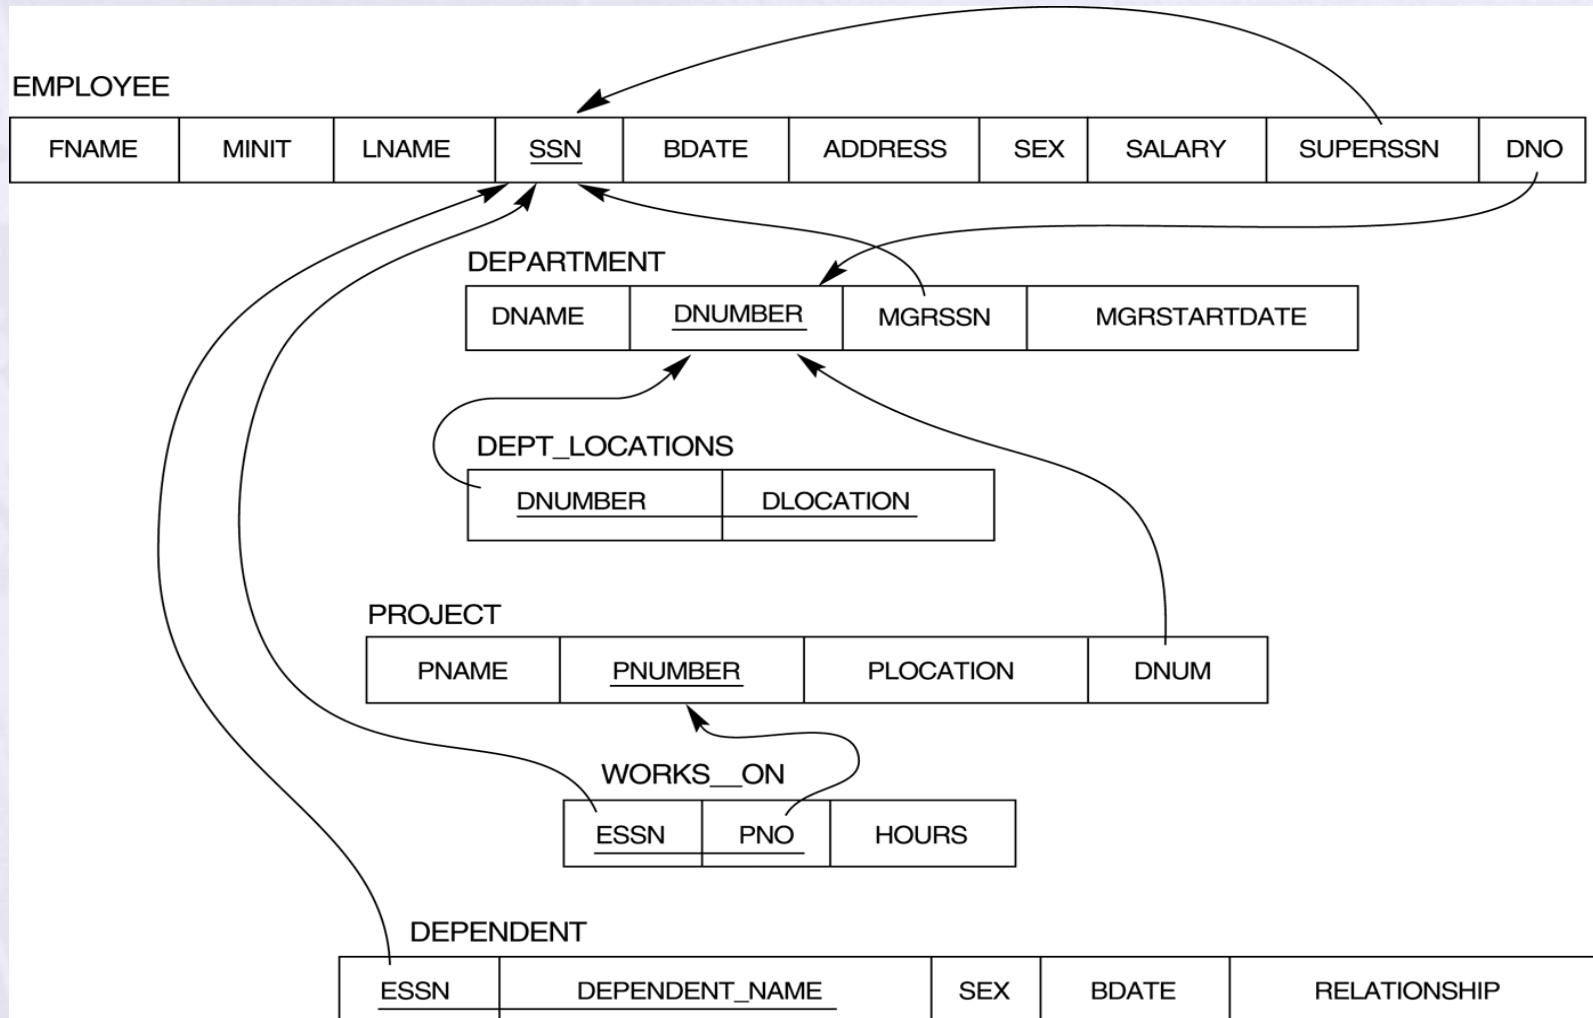 EMPLOYEE
FNAME MINIT LNAME SSN BDATE ADDRESS SEX SALARY SUPERSSN DNO
DEPARTMENT
DNAME DNUMBER MGRSSN MGRSTARTDATE
DEPT_LOCATIONS
DNUMBER DLOCATION
PROJECT
PNAME PNUMBER PLOCATION DNUM
WORKS__ON
ESSN PNO HOURS
DEPENDENT
ESSN DEPENDENT_NAME SEX BDATE RELATIONSHIP